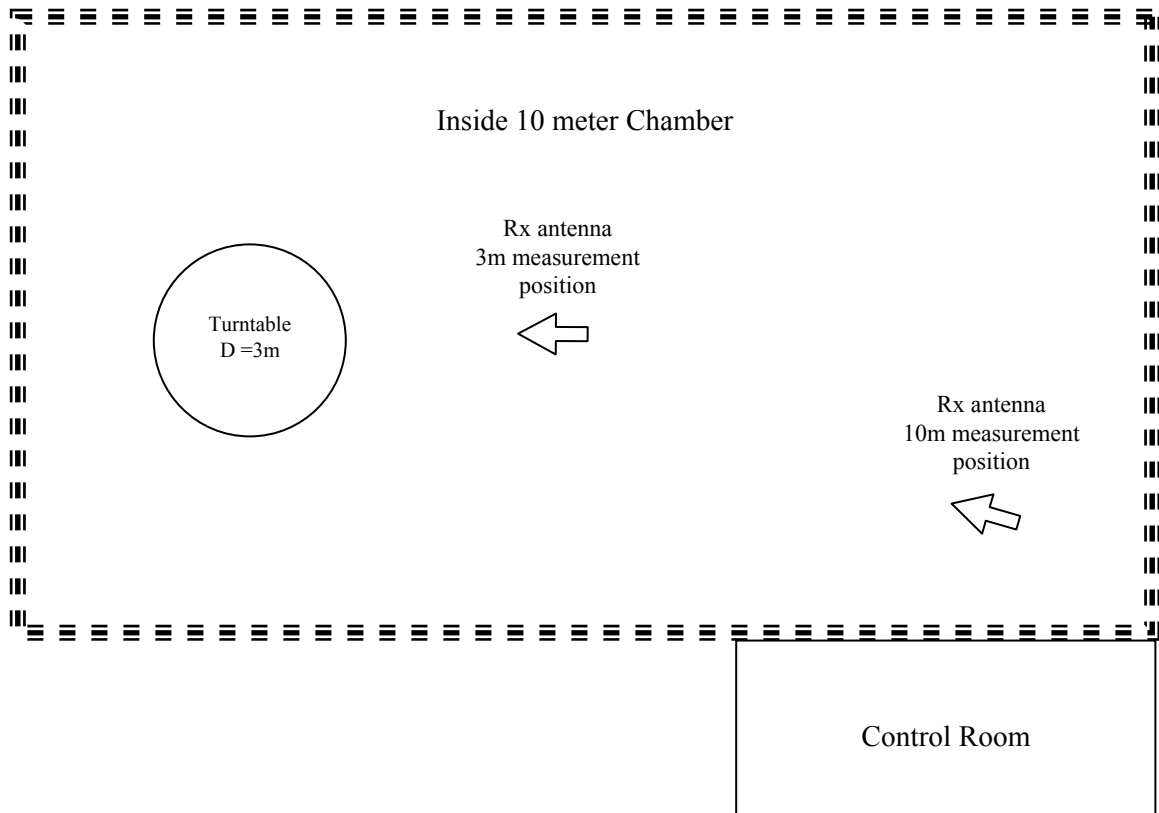 Inside 10 meter Chamber
Rx antenna
3m measurement
position
Turntable
D =3m
Rx antenna
10m measurement
position
Control Room